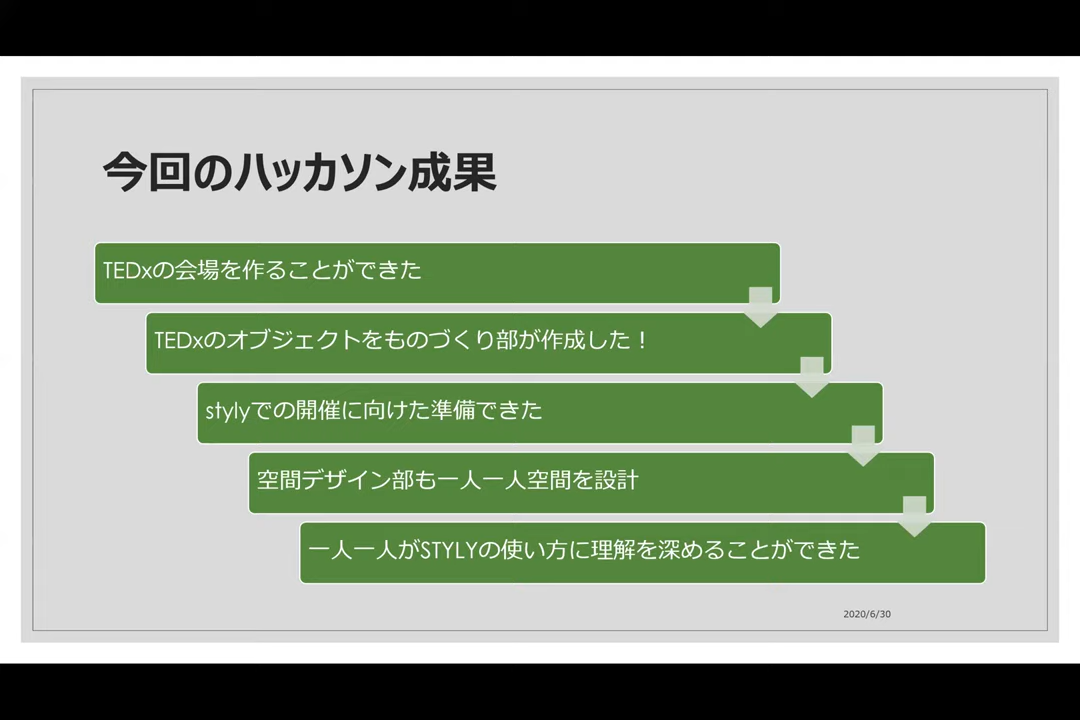 今回のハッカソン成果
TEDxの会場を作ることができた
TEDxのオブジェクトをものづくり部が作成した！
stylyでの開催に向けた準備できた
空間デザイン部も一人一人空間を設計
一人一人がSTYLYの使い方に理解を深めることができた
2020/6/30